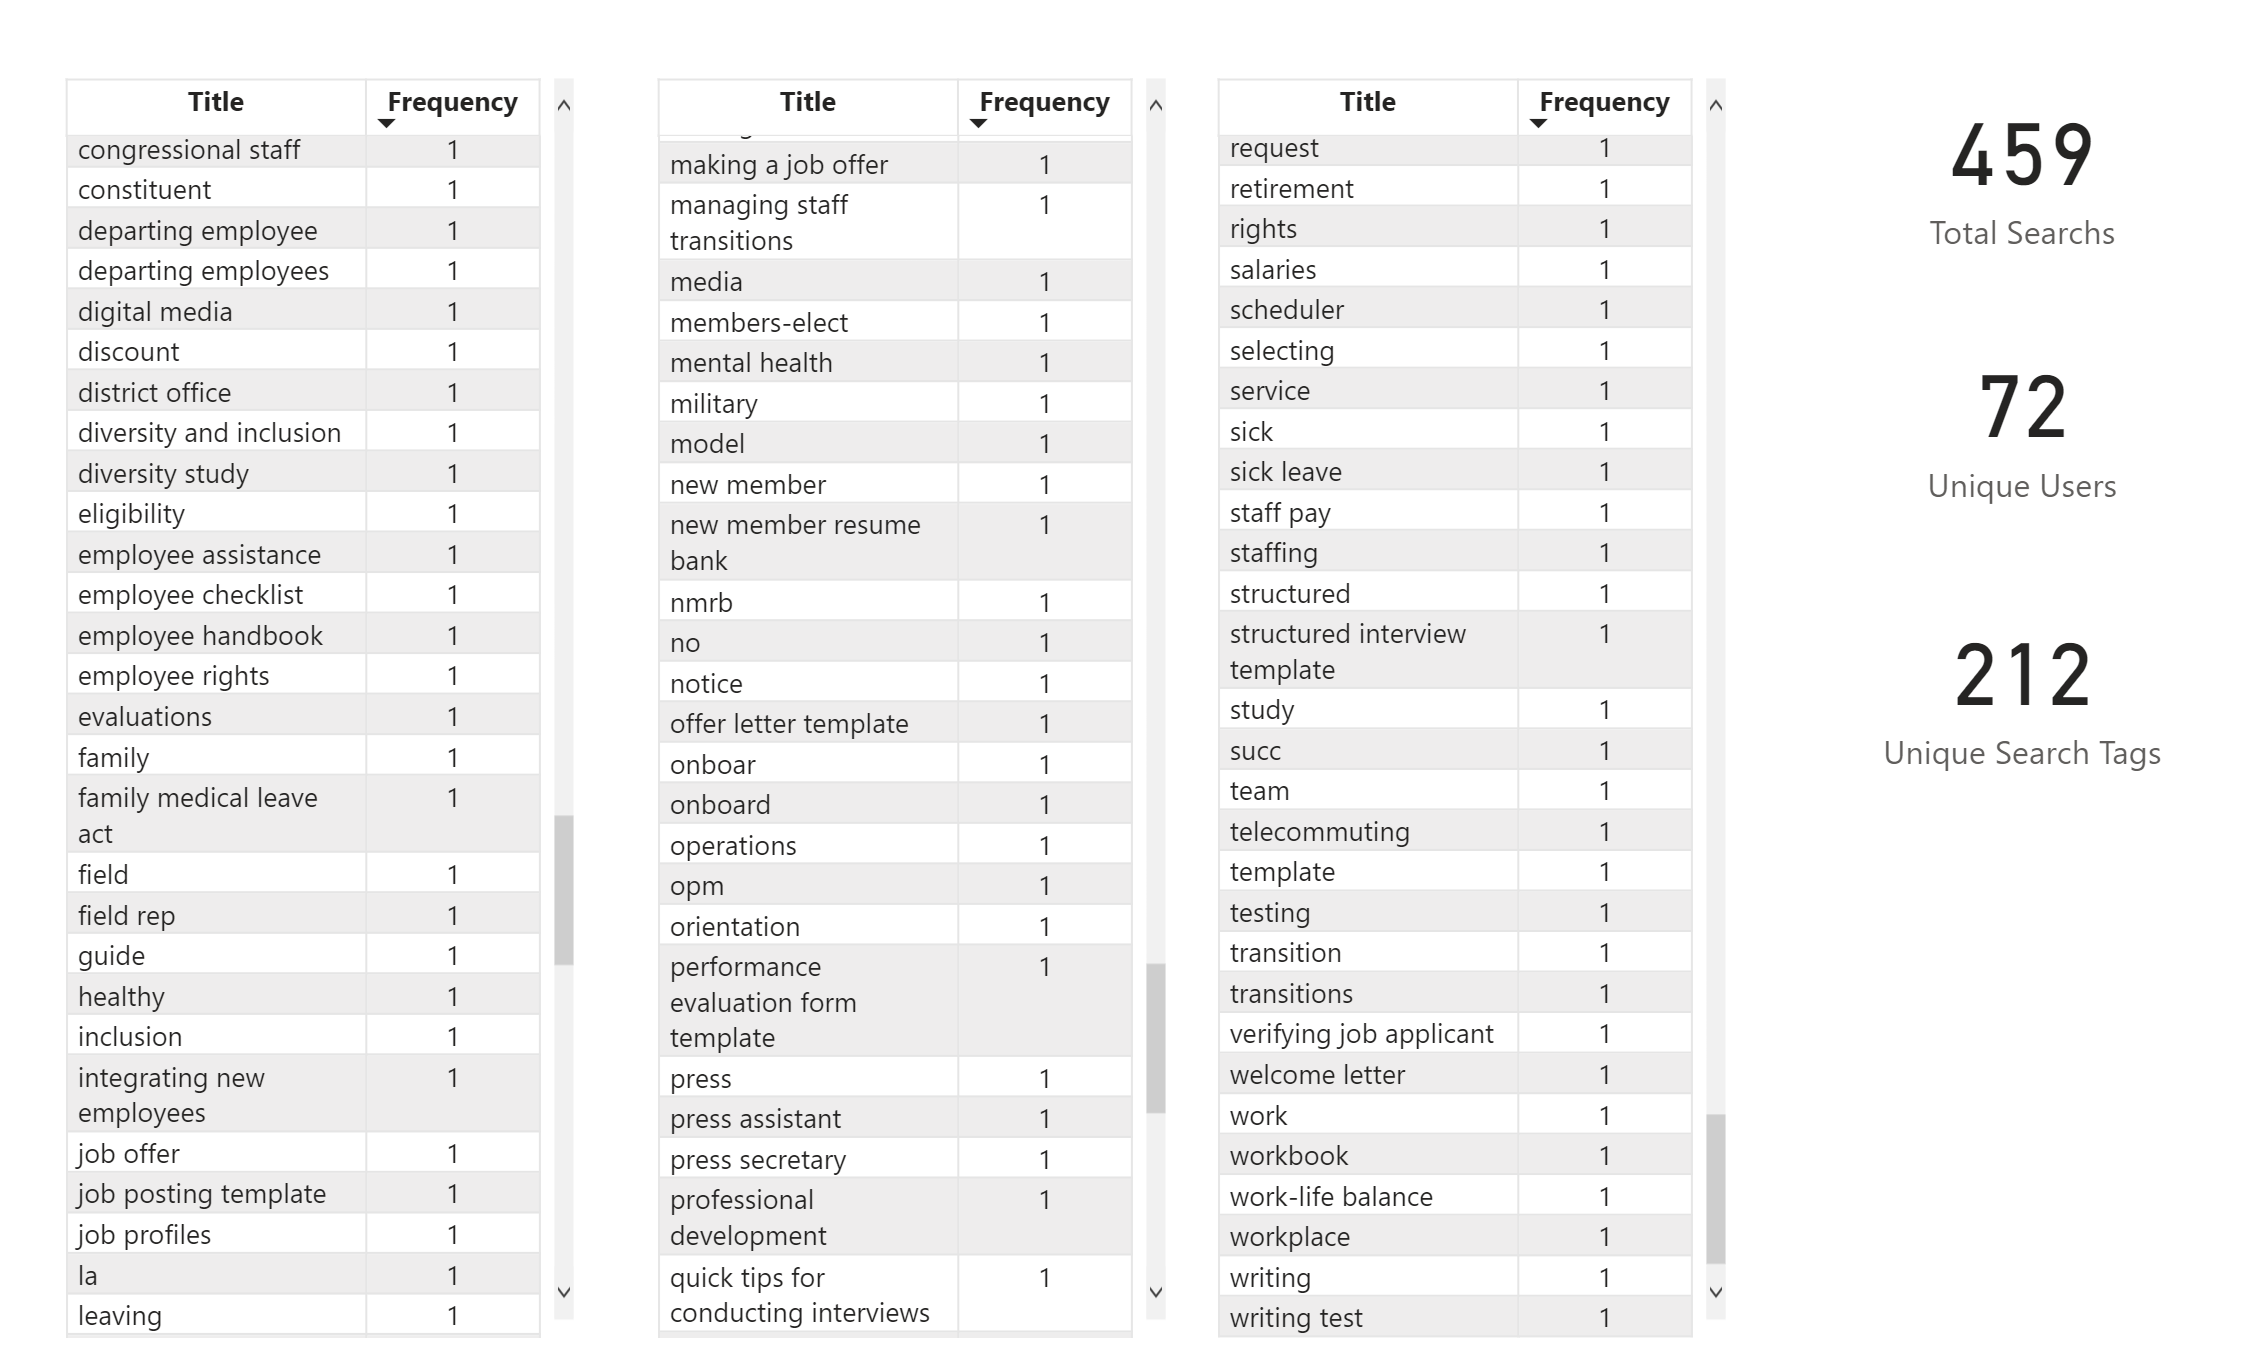 Title Frequency
congressional staff 1
constituent 1
departing employee 1
departing employees 1
digital media 1
discount 1
district office 1
diversity and inclusion 1
diversity study 1
eligibility 1
employee assistance 1
employee checklist 1
employee handbook 1
employee rights 1
evaluations 1
family 1
family medical leave 1
act
field 1
field rep 1
guide 1
healthy 1
inclusion 1
integrating new 1
employees
job offer 1
job posting template 1
job profiles 1
la 1
leaving 1
Title Frequency
making a job offer 1
managing staff 1
transitions
media 1
members-elect 1
mental health 1
military 1
model 1
new member 1
new member resume 1
bank
nmrb 1
no 1
notice 1
offer letter template 1
onboar 1
onboard 1
operations 1
opm 1
orientation 1
performance 1
evaluation form
template
press 1
press assistant 1
press secretary 1
professional 1
development
quick tips for 1
conducting interviews
Title Frequency
request 1
retirement 1
rights 1
salaries 1
scheduler 1
selecting 1
service 1
sick 1
sick leave 1
staff pay 1
staffing 1
structured 1
structured interview 1
template
study 1
succ 1
team 1
telecommuting 1
template 1
testing 1
transition 1
transitions 1
verifying job applicant 1
welcome letter 1
work 1
workbook 1
work-life balance 1
workplace 1
writing 1
writing test 1
459
Total Searchs
72
Unique Users
212
Unique Search Tags